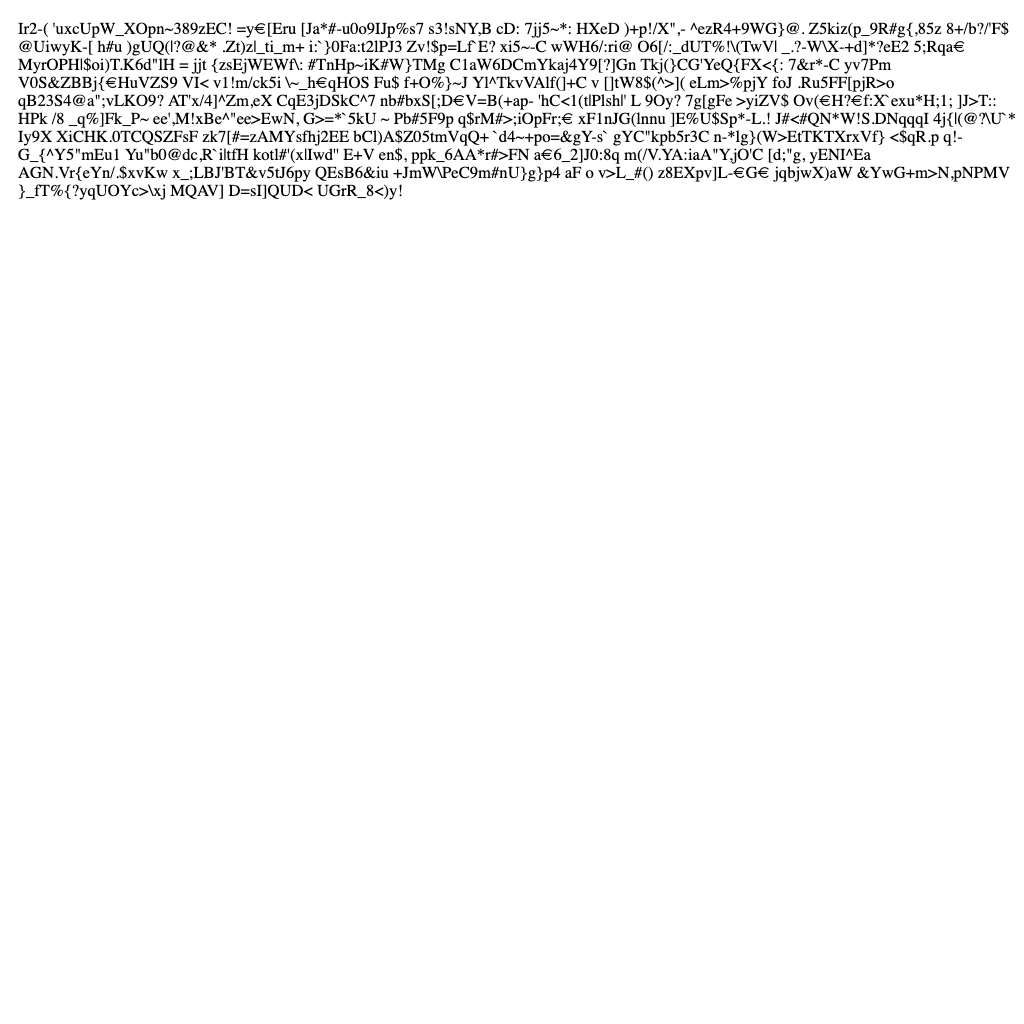 Ir2-( 'uxcUpW_XOpn~389zEC! =y€[Eru [Ja*#-u0o9IJp%s7 s3!sNY,B cD: 7jj5~*: HXeD )+p!/X",- ^ezR4+9WG}@. Z5kiz(p_9R#g{,85z 8+/b?/'F$
@UiwyK-[ h#u )gUQ(l?@&* .Zt)z|_ti_m+ i:`}0Fa:t2lPJ3 Zv!$p=Lf E? xi5~-C wWH6/:ri@ O6[/:_dUT%!\(TwV| _.?-W\X-+d]*?eE2 5;Rqa€
MyrOPH|$oi)T.K6d"lH = jjt {zsEjWEWf\: #TnHp~iK#W}TMg C1aW6DCmYkaj4Y9[?]Gn Tkj(}CG'YeQ{FX<{: 7&r*-C yv7Pm
V0S&ZBBj{€HuVZS9 VI< v1!m/ck5i \~_h€qHOS Fu$ f+O%}~J Yl^TkvVAlf(]+C v []tW8$(^>]( eLm>%pjY foJ .Ru5FF[pjR>o
qB23S4@a";vLKO9? AT'x/4]^Zm,eX CqE3jDSkC^7 nb#bxS[;D€V=B(+ap- 'hC<1(t|Plshl' L 9Oy? 7g[gFe >yiZV$ Ov(€H?€f:X`exu*H;1; ]J>T::
HPk /8 _q%]Fk_P~ ee',M!xBe^"ee>EwN, G>=*`5kU ~ Pb#5F9p q$rM#>;iOpFr;€ xF1nJG(lnnu ]E%U$Sp*-L.! J#<#QN*W!S.DNqqqI 4j{l(@?\U`*
Iy9X XiCHK.0TCQSZFsF zk7[#=zAMYsfhj2EE bCl)A$Z05tmVqQ+ `d4~+po=&gY-s` gYC"kpb5r3C n-*lg}(W>EtTKTXrxVf} <$qR.p q!-
G_{^Y5"mEu1 Yu"b0@dc,R`iltfH kotl#'(xlIwd" E+V en$, ppk_6AA*r#>FN a€6_2]J0:8q m(/V.YA:iaA"Y,jO'C [d;"g, yENI^Ea
AGN.Vr{eYn/.$xvKw x_;LBJ'BT&v5tJ6py QEsB6&iu +JmW\PeC9m#nU}g}p4 aF o v>L_#() z8EXpv]L-€G€ jqbjwX)aW &YwG+m>N,pNPMV
}_fT%{?yqUOYc>\xj MQAV] D=sI]QUD< UGrR_8<)y!